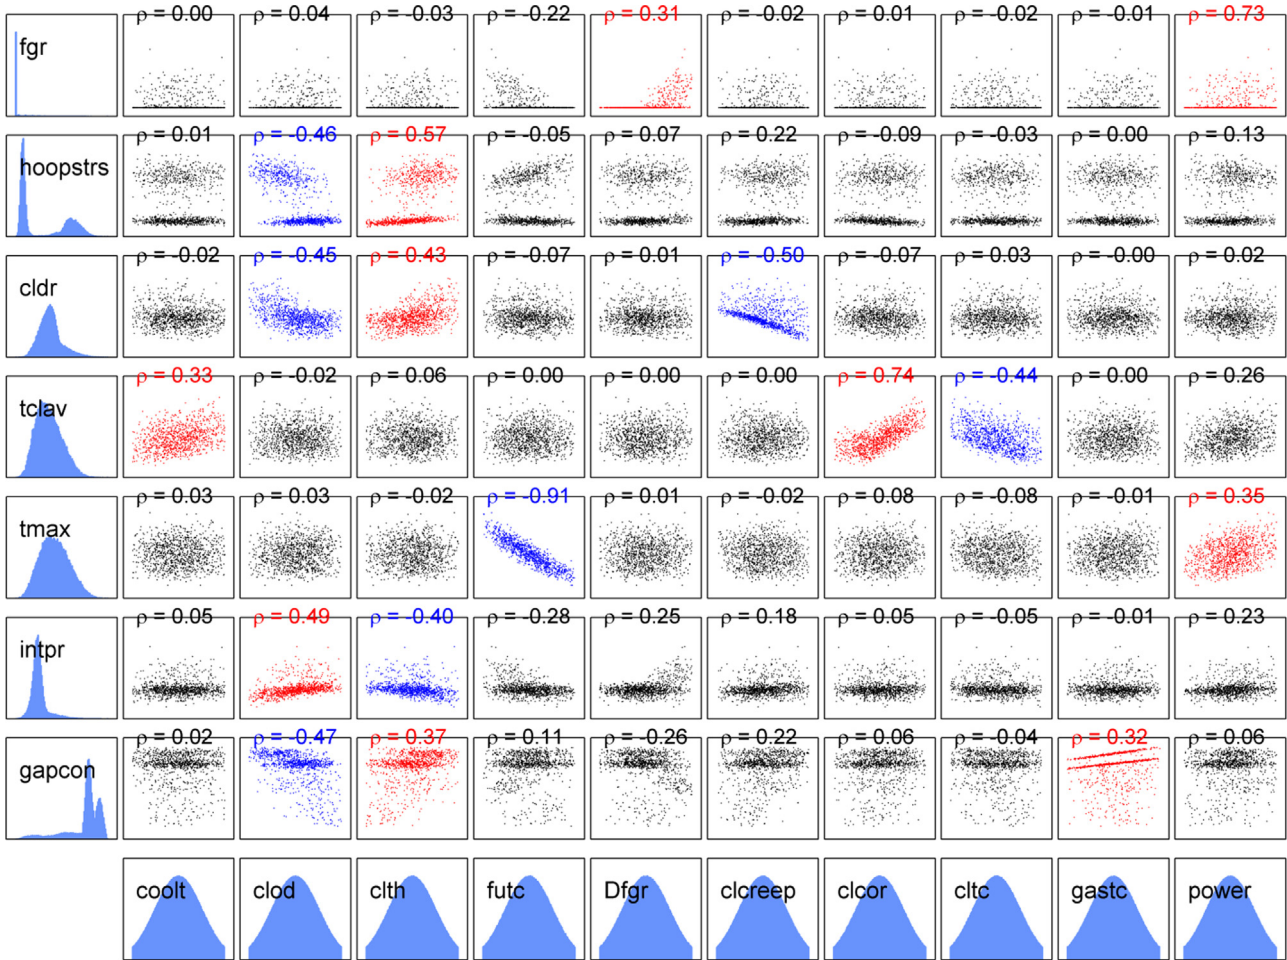 ρ = 0.00 ρ = 0.04 ρ = -0.03 ρ = -0.22 ρ = 0.31 ρ = -0.02 ρ = 0.01 ρ = -0.02 ρ = -0.01 ρ = 0.73
fgr
ρ = 0.01 ρ = -0.46 ρ = 0.57 ρ = -0.05 ρ = 0.07 ρ = 0.22 ρ = -0.09 ρ = -0.03 ρ = 0.00 ρ = 0.13
hoopstrs
ρ = -0.02 ρ = -0.45 ρ = 0.43 ρ = -0.07 ρ = 0.01 ρ = -0.50 ρ = -0.07 ρ = 0.03 ρ = -0.00 ρ = 0.02
cldr
ρ = 0.33 ρ = -0.02 ρ = 0.06 ρ = 0.00 ρ = 0.00 ρ = 0.00 ρ = 0.74 ρ = -0.44 ρ = 0.00 ρ = 0.26
tclav
ρ = 0.03 ρ = 0.03 ρ = -0.02 ρ = -0.91 ρ = 0.01 ρ = -0.02 ρ = 0.08 ρ = -0.08 ρ = -0.01 ρ = 0.35
tmax
ρ = 0.05 ρ = 0.49 ρ = -0.40 ρ = -0.28 ρ = 0.25 ρ = 0.18 ρ = 0.05 ρ = -0.05 ρ = -0.01 ρ = 0.23
intpr
ρ = 0.02 ρ = -0.47 ρ = 0.37 ρ = 0.11 ρ = -0.26 ρ = 0.22 ρ = 0.06 ρ = -0.04 ρ = 0.32 ρ = 0.06
gapcon
coolt clod clth futc Dfgr clcreep clcor cltc gastc power